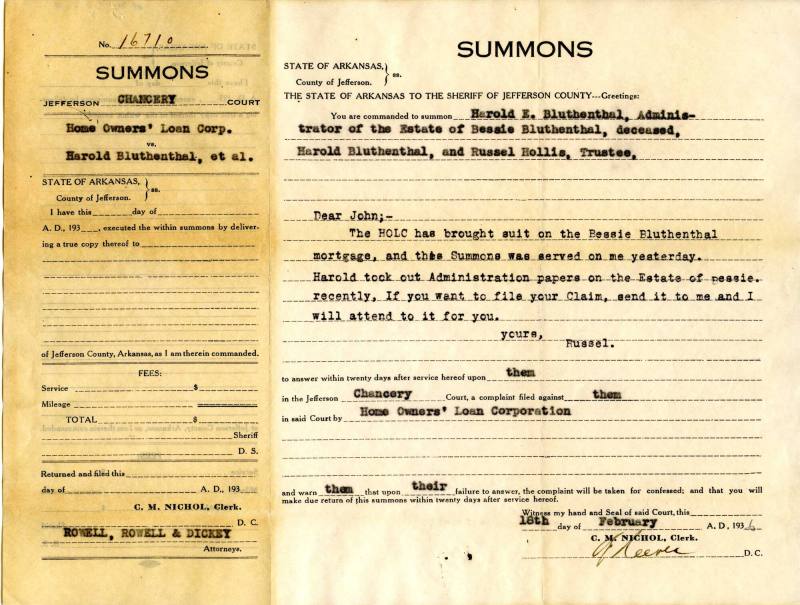 No. 16710
SUMMONS
JEFFERSON CHANCERY COURT
Home Owners' Loan Corp.
vs.
Harold Bluthenthal, et al.
STATE OF ARKANSAS,
County of Jefferson. } ss.
I have this day of
A. D., 193 , executed the within summons by deliver-
ing a true copy thereof to
of Jefferson County, Arkansas, as I am therein commanded.
FEES:
Service $
Mileage
TOTAL $
Sheriff
D. S.
Returned and filed this
day of A. D., 193
C. M. NICHOL, Clerk.
D. C.
ROWELL, ROWELL & DICKEY
Attorneys.
SUMMONS
STATE OF ARKANSAS,
County of Jefferson. } ss.
THE STATE OF ARKANSAS TO THE SHERIFF OF JEFFERSON COUNTY---Greetings:
You are commanded to summon Harold E. Bluthenthal, Adminis-
trator of the Estate of Bessie Bluthenthal, deceased,
Harold Bluthenthal, and Russel Hollis, Trustee,
Dear John;-
The HOLC has brought suit on the Bessie Bluthenthal
mortgage, and this Summons was served on me yesterday.
Harold took out Administration papers on the Estate of pessie.
recently, If you want to file your Claim, send it to me and I
will attend to it for you.
yours,
Russel.
to answer within twenty days after service hereof upon them
in the Jefferson Chancery Court, a complaint filed against them
in said Court by Home Owners' Loan Corporation
and warn them that upon their failure to answer, the complaint will be taken for confessed; and that you will
make due return of this summons within twenty days after service hereof.
Witness my hand and Seal of said Court, this
18th day of February A. D., 1936
C. M. NICHOL, Clerk.
J Reeves D.C.